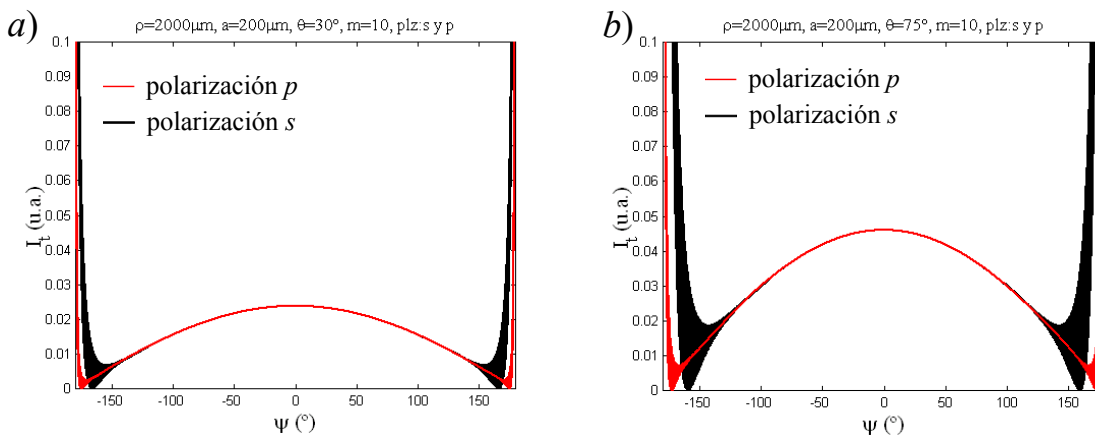 a)
ρ=2000μm, a=200μm, θ=30°, m=10, plz:s y p
polarización p
polarización s
I_t (u.a.)
0.1
0.09
0.08
0.07
0.06
0.05
0.04
0.03
0.02
0.01
0
-150 -100 -50 0 50 100 150
Ψ (°)
b)
ρ=2000μm, a=200μm, θ=75°, m=10, plz:s y p
polarización p
polarización s
I_t (u.a.)
0.1
0.09
0.08
0.07
0.06
0.05
0.04
0.03
0.02
0.01
0
-150 -100 -50 0 50 100 150
Ψ (°)